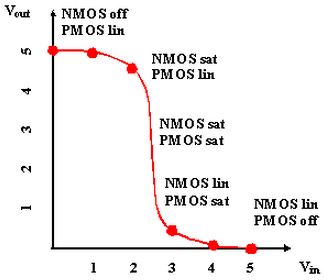 Vout
NMOS off
PMOS lin
5
NMOS sat
PMOS lin
4
3
NMOS sat
PMOS sat
2
NMOS lin
PMOS sat
NMOS lin
PMOS off
1
1 2 3 4 5 Vin